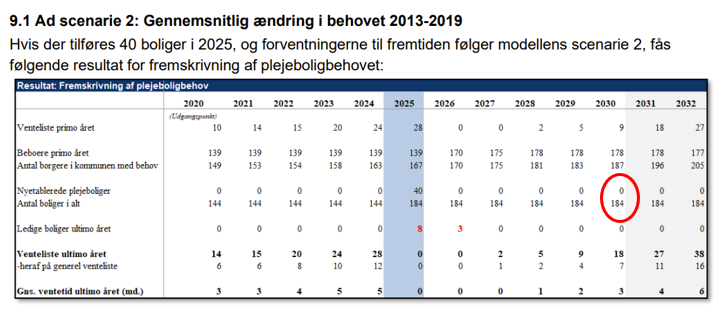 9.1 Ad scenarie 2: Gennemsnitlig ændring i behovet 2013-2019
Hvis der tilføres 40 boliger i 2025, og forventningerne til fremtiden følger modellens scenarie 2, fås
følgende resultat for fremskrivning af plejeboligbehovet:
Resultat: Fremskrivning af plejeboligbehov
2020 2021 2022 2023 2024 2025 2026 2027 2028 2029 2030 2031 2032
(Udgangspunkt)
Venteliste primo året 10 14 15 20 24 28 0 0 2 5 9 18 27
Beboere primo året 139 139 139 139 139 139 170 175 178 178 178 178 177
Antal borgere i kommunen med behov 149 153 154 158 163 167 170 175 181 183 187 196 205
Nyetablerede plejeboliger 0 0 0 0 0 40 0 0 0 0 0 0 0
Antal boliger i alt 144 144 144 144 144 184 184 184 184 184 184 184 184
Ledige boliger ultimo året 0 0 0 0 0 8 3 0 0 0 0 0 0
Venteliste ultimo året 14 15 20 24 28 0 0 2 5 9 18 27 38
-heraf på generel venteliste 6 6 8 10 12 0 0 1 2 4 7 11 16
Gns. ventetid ultimo året (md.) 3 3 4 5 5 0 0 0 1 2 3 4 6